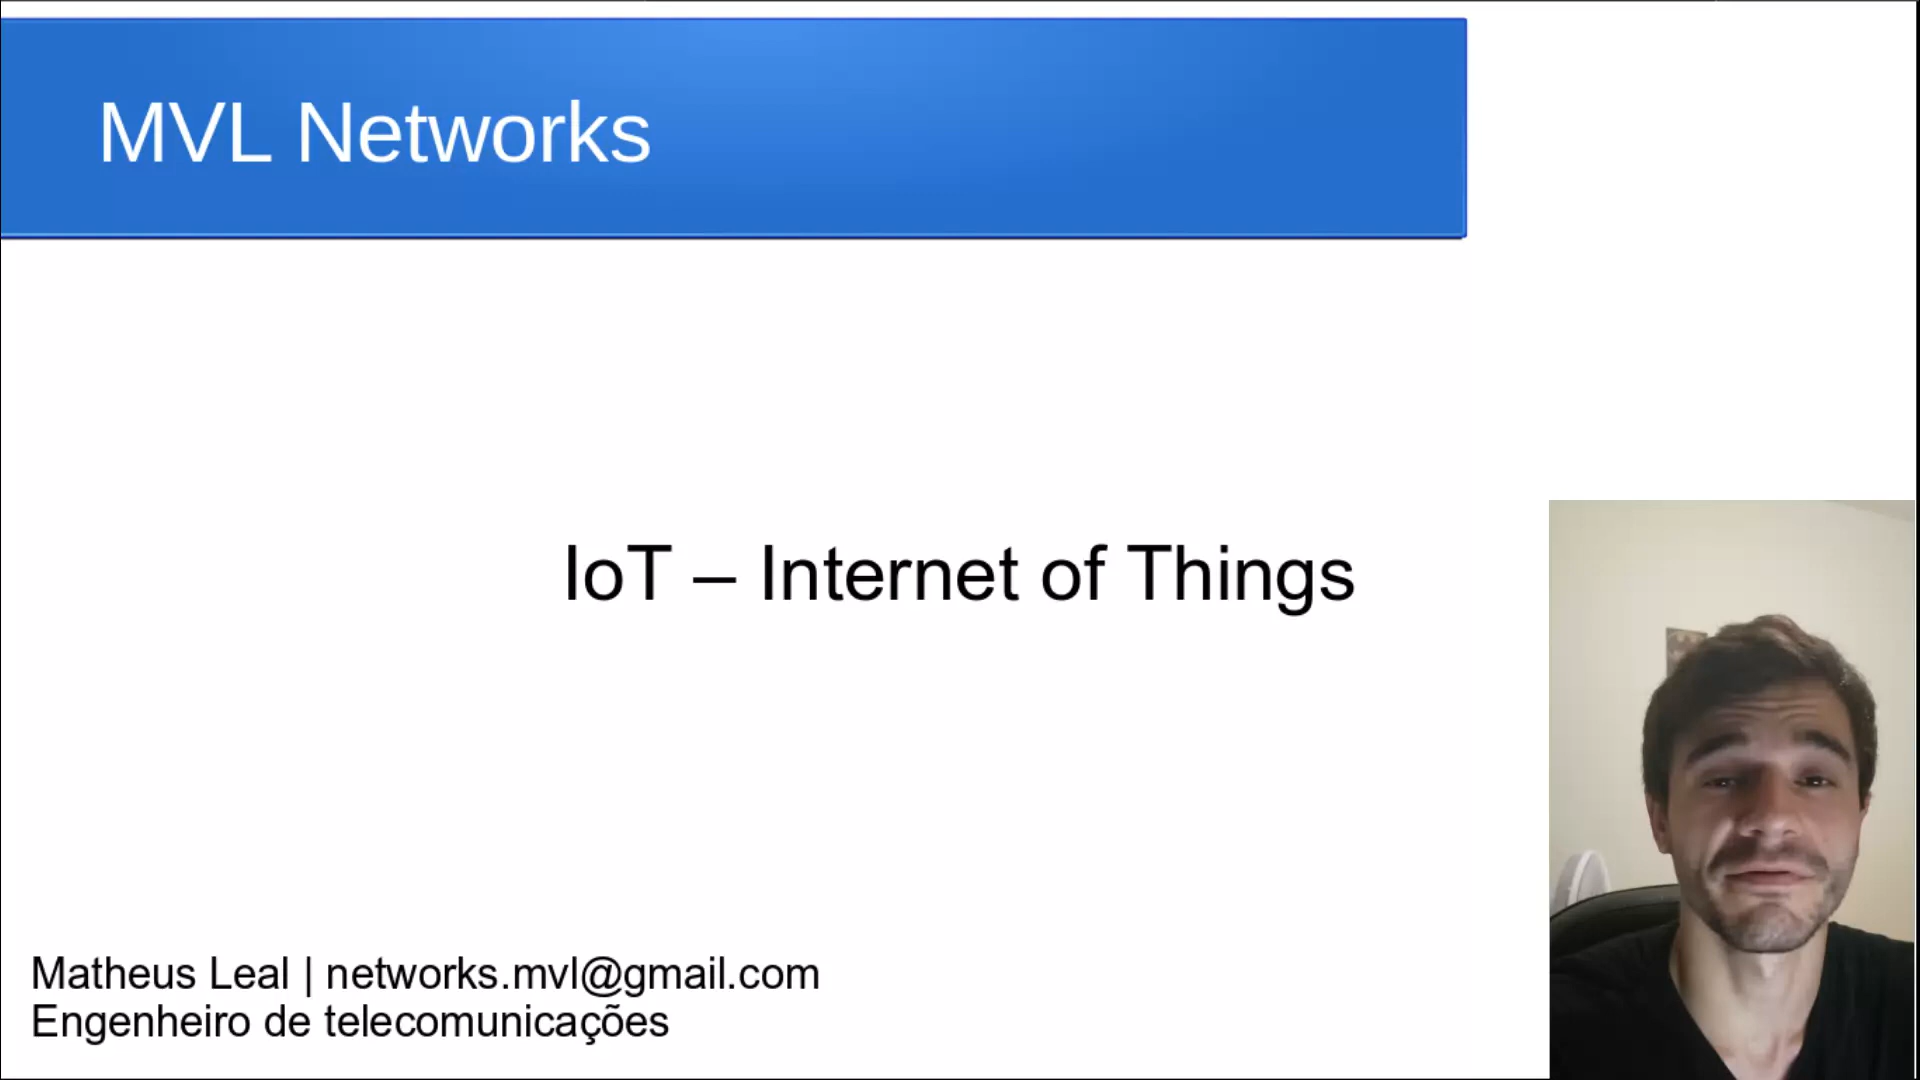 MVL Networks
IoT – Internet of Things
Matheus Leal | networks.mvl@gmail.com
Engenheiro de telecomunicações